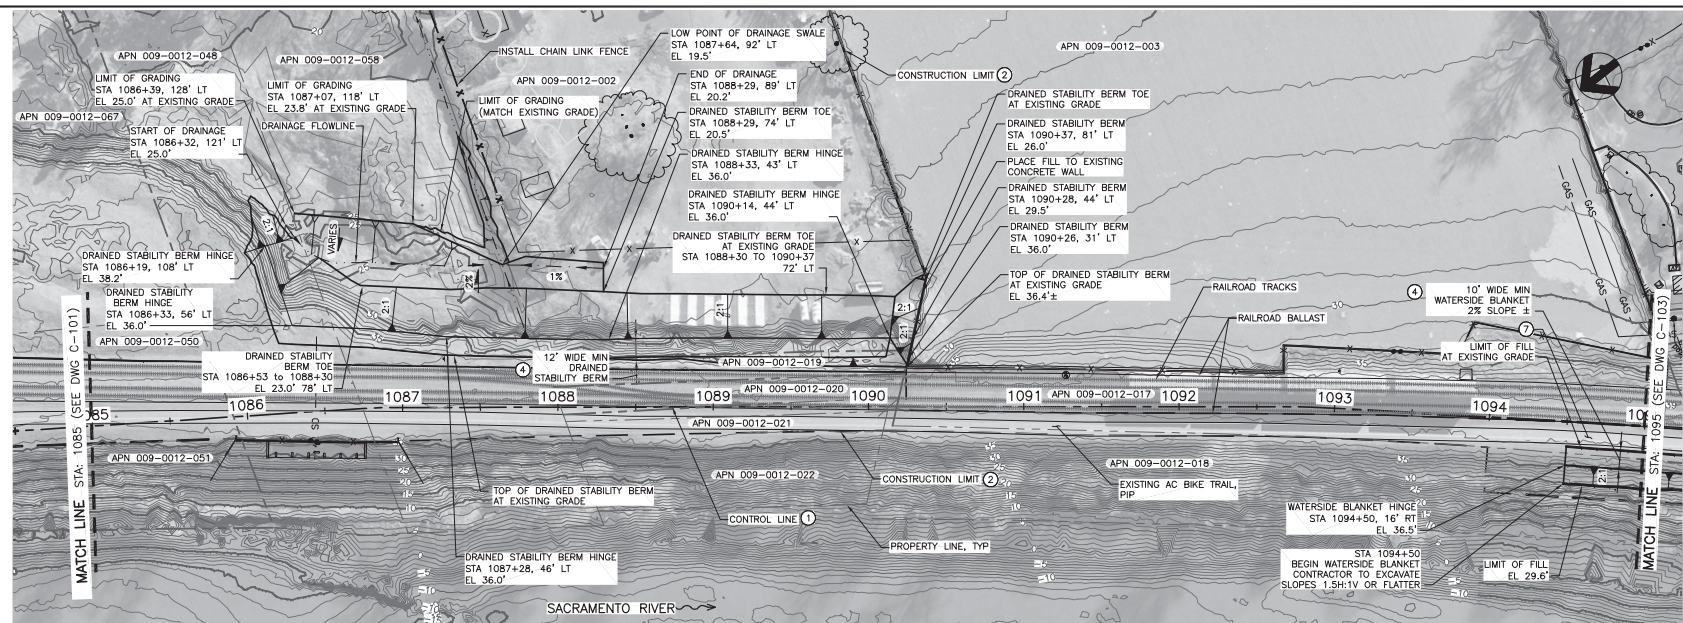 APN 009-0012-048
APN 009-0012-058
LIMIT OF GRADING
STA 1086+39, 128' LT
EL 25.0' AT EXISTING GRADE
LIMIT OF GRADING
STA 1087+07, 118' LT
EL 23.8' AT EXISTING GRADE
APN 009-0012-067
START OF DRAINAGE
STA 1086+32, 121' LT
EL 25.0'
DRAINAGE FLOWLINE
INSTALL CHAIN LINK FENCE
APN 009-0012-002
LIMIT OF GRADING
(MATCH EXISTING GRADE)
LOW POINT OF DRAINAGE SWALE
STA 1087+64, 92' LT
EL 19.5'
END OF DRAINAGE
STA 1088+29, 89' LT
EL 20.2'
DRAINED STABILITY BERM TOE
STA 1088+29, 74' LT
EL 20.5'
DRAINED STABILITY BERM HINGE
STA 1088+33, 43' LT
EL 36.0'
DRAINED STABILITY BERM HINGE
STA 1090+14, 44' LT
EL 36.0'
DRAINED STABILITY BERM TOE
AT EXISTING GRADE
STA 1088+30 TO 1090+37
72' LT
CONSTRUCTION LIMIT 2
APN 009-0012-003
DRAINED STABILITY BERM TOE
AT EXISTING GRADE
DRAINED STABILITY BERM
STA 1090+37, 81' LT
EL 26.0'
PLACE FILL TO EXISTING
CONCRETE WALL
DRAINED STABILITY BERM
STA 1090+28, 44' LT
EL 29.5'
DRAINED STABILITY BERM
STA 1090+26, 31' LT
EL 36.0'
TOP OF DRAINED STABILITY BERM
AT EXISTING GRADE
EL 36.4'±
GAS
GAS
GAS
GAS
RAILROAD TRACKS
RAILROAD BALLAST
4
10' WIDE MIN
WATERSIDE BLANKET
2% SLOPE ±
7
LIMIT OF FILL
AT EXISTING GRADE
2:1
VARIES
2%
1%
2:1
2:1
2:1
2:1
DRAINED STABILITY BERM HINGE
STA 1086+19, 108' LT
EL 38.2'
DRAINED STABILITY
BERM HINGE
STA 1086+33, 56' LT
EL 36.0'
APN 009-0012-050
DRAINED STABILITY
BERM TOE
STA 1086+53 to 1088+30
EL 23.0' 78' LT
4
12' WIDE MIN
DRAINED
STABILITY BERM
APN 009-0012-019
APN 009-0012-020
APN 009-0012-017
1086
1087
1088
1089
1090
1091
1092
1093
1094
APN 009-0012-021
APN 009-0012-051
APN 009-0012-022
APN 009-0012-018
TOP OF DRAINED STABILITY BERM
AT EXISTING GRADE
CONTROL LINE 1
CONSTRUCTION LIMIT 2
EXISTING AC BIKE TRAIL,
PIP
PROPERTY LINE, TYP
DRAINED STABILITY BERM HINGE
STA 1087+28, 46' LT
EL 36.0'
WATERSIDE BLANKET HINGE
STA 1094+50, 16' RT
EL 36.5'
STA 1094+50
BEGIN WATERSIDE BLANKET
CONTRACTOR TO EXCAVATE
SLOPES 1.5H:1V OR FLATTER
LIMIT OF FILL
EL 29.6'
2:1
SACRAMENTO RIVER
MATCH LINE STA: 1085 (SEE DWG C-101)
MATCH LINE STA: 1095 (SEE DWG C-103)